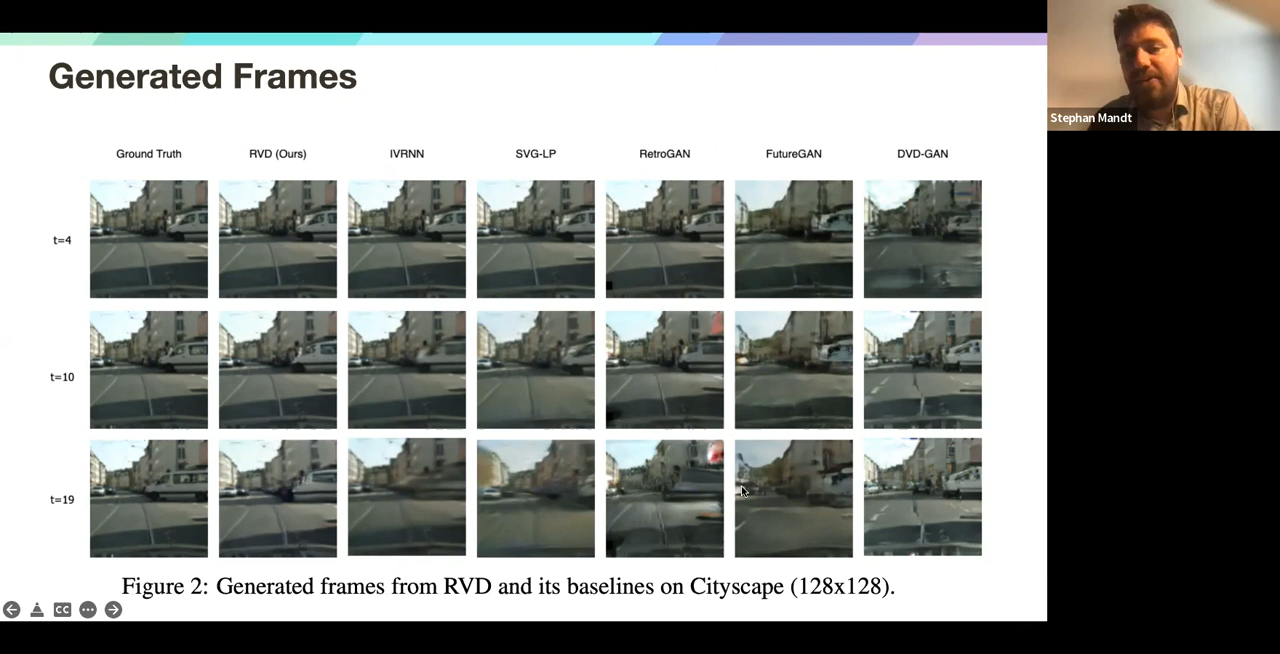 Generated Frames
Stephan Mandt
Ground Truth RVD (Ours) IVRNN SVG-LP RetroGAN FutureGAN DVD-GAN
t=4
t=10
t=19
Figure 2: Generated frames from RVD and its baselines on Cityscape (128x128).
CC